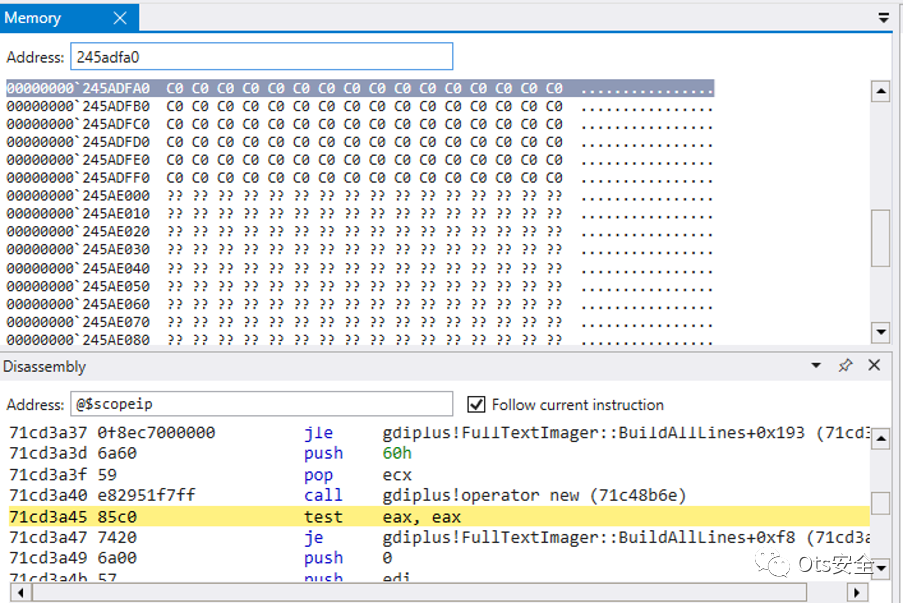 Memory
Address: 245adfa0
00000000`245ADFA0 C0 C0 C0 C0 C0 C0 C0 C0 C0 C0 C0 C0 C0 C0 C0 C0 ................
00000000`245ADFB0 C0 C0 C0 C0 C0 C0 C0 C0 C0 C0 C0 C0 C0 C0 C0 C0 ................
00000000`245ADFC0 C0 C0 C0 C0 C0 C0 C0 C0 C0 C0 C0 C0 C0 C0 C0 C0 ................
00000000`245ADFD0 C0 C0 C0 C0 C0 C0 C0 C0 C0 C0 C0 C0 C0 C0 C0 C0 ................
00000000`245ADFE0 C0 C0 C0 C0 C0 C0 C0 C0 C0 C0 C0 C0 C0 C0 C0 C0 ................
00000000`245ADFF0 C0 C0 C0 C0 C0 C0 C0 C0 C0 C0 C0 C0 C0 C0 C0 C0 ................
00000000`245AE000 ?? ?? ?? ?? ?? ?? ?? ?? ?? ?? ?? ?? ?? ?? ?? ?? ................
00000000`245AE010 ?? ?? ?? ?? ?? ?? ?? ?? ?? ?? ?? ?? ?? ?? ?? ?? ................
00000000`245AE020 ?? ?? ?? ?? ?? ?? ?? ?? ?? ?? ?? ?? ?? ?? ?? ?? ................
00000000`245AE030 ?? ?? ?? ?? ?? ?? ?? ?? ?? ?? ?? ?? ?? ?? ?? ?? ................
00000000`245AE040 ?? ?? ?? ?? ?? ?? ?? ?? ?? ?? ?? ?? ?? ?? ?? ?? ................
00000000`245AE050 ?? ?? ?? ?? ?? ?? ?? ?? ?? ?? ?? ?? ?? ?? ?? ?? ................
00000000`245AE060 ?? ?? ?? ?? ?? ?? ?? ?? ?? ?? ?? ?? ?? ?? ?? ?? ................
00000000`245AE070 ?? ?? ?? ?? ?? ?? ?? ?? ?? ?? ?? ?? ?? ?? ?? ?? ................
00000000`245AE080 ?? ?? ?? ?? ?? ?? ?? ?? ?? ?? ?? ?? ?? ?? ?? ?? ................
Disassembly
Address: @$scopeip Follow current instruction
71cd3a37 0f8ec7000000 jle gdiplus!FullTextImager::BuildAllLines+0x193 (71cd3
71cd3a3d 6a60 push 60h
71cd3a3f 59 pop ecx
71cd3a40 e82951f7ff call gdiplus!operator new (71c48b6e)
71cd3a45 85c0 test eax, eax
71cd3a47 7420 je gdiplus!FullTextImager::BuildAllLines+0xf8 (71cd3a
71cd3a49 6a00 push 0
71cd3a4b 57 push edi
Ots安全